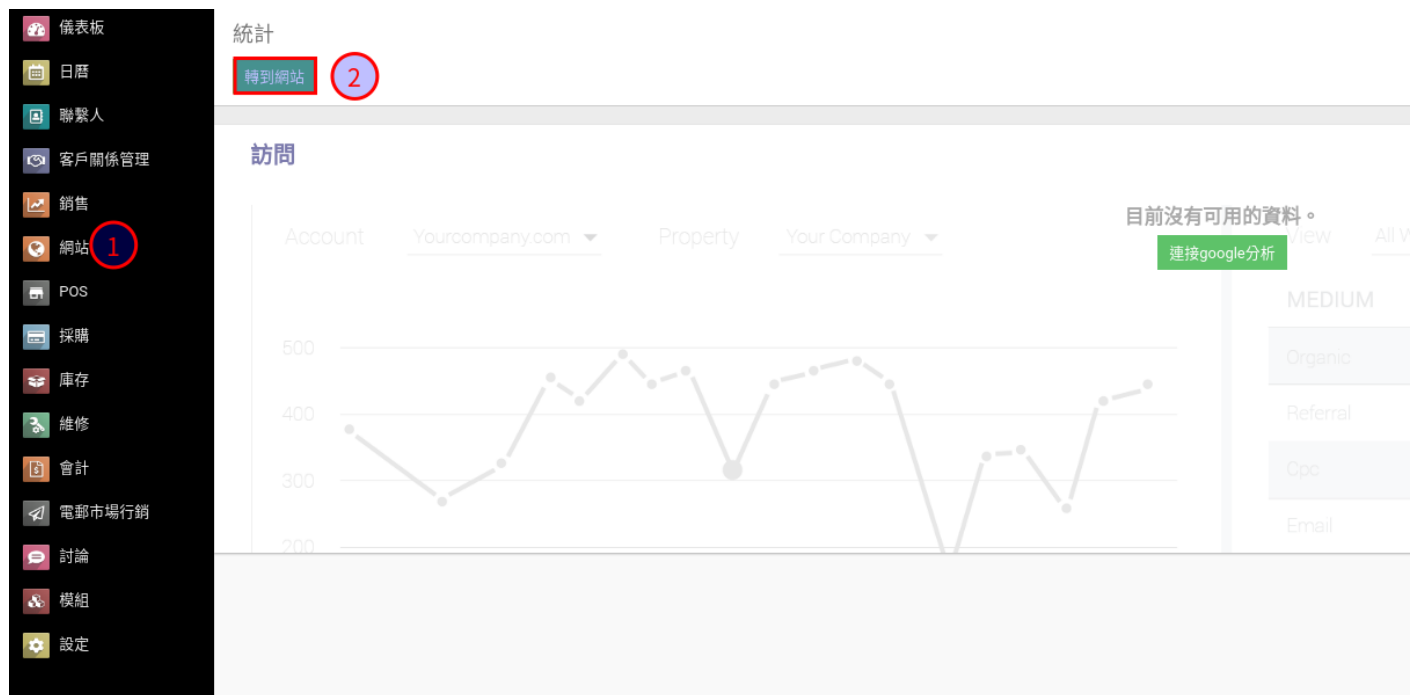 儀表板
日曆
聯繫人
客戶關係管理
銷售
網站 1
POS
採購
庫存
維修
會計
電郵市場行銷
討論
模組
設定
統計
轉到網站 2
訪問
目前沒有可用的資料。
Account Yourcompany.com Property Your Company View All W
連接google分析
MEDIUM
500
Organic
400
Referral
300
Cpc
Email
200